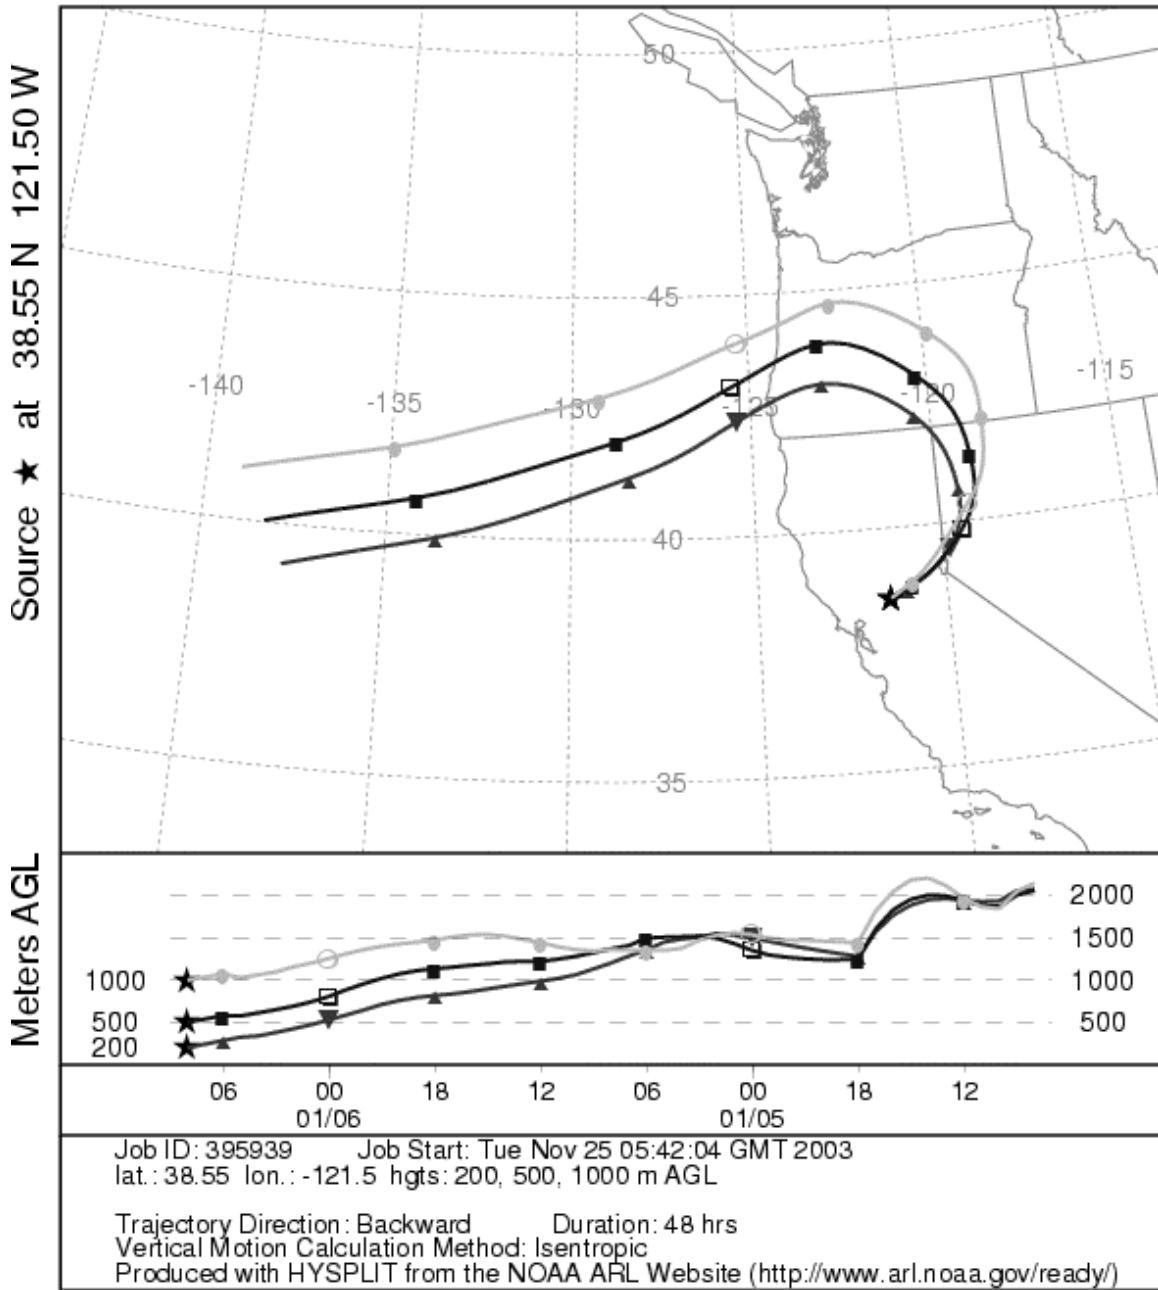 Source ★ at 38.55 N 121.50 W
50
45
-140
-135
-130
-125
-120
-115
40
35
Meters AGL
2000
1500
1000
1000
500
500
200
06 00 18 12 06 00 18 12
01/06 01/05
Job ID: 395939 Job Start: Tue Nov 25 05:42:04 GMT 2003
lat.: 38.55 lon.: -121.5 hgts: 200, 500, 1000 m AGL
Trajectory Direction: Backward Duration: 48 hrs
Vertical Motion Calculation Method: Isentropic
Produced with HYSPLIT from the NOAA ARL Website (http://www.arl.noaa.gov/ready/)